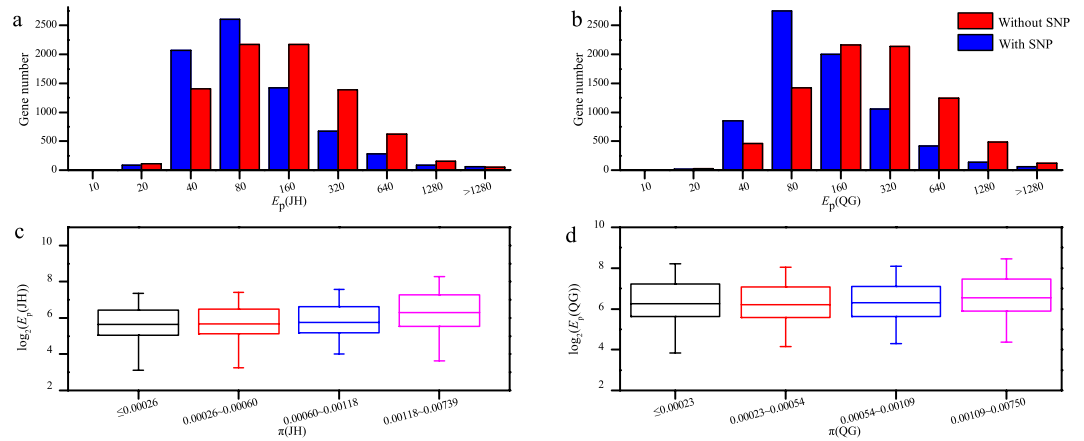 a
2500
2000
1500
1000
500
0
Gene number
10 20 40 80 160 320 640 1280 >1280
Ep(JH)
b
2500
2000
1500
1000
500
0
Gene number
10 20 40 80 160 320 640 1280 >1280
Ep(QG)
Without SNP
With SNP
c
10
8
6
4
2
log2(Ep(JH))
≤0.00026 0.00026~0.00060 0.00060~0.00118 0.00118~0.00739
π(JH)
d
10
8
6
4
2
log2(Ep(QG))
≤0.00023 0.00023~0.00054 0.00054~0.00109 0.00109~0.00750
π(QG)